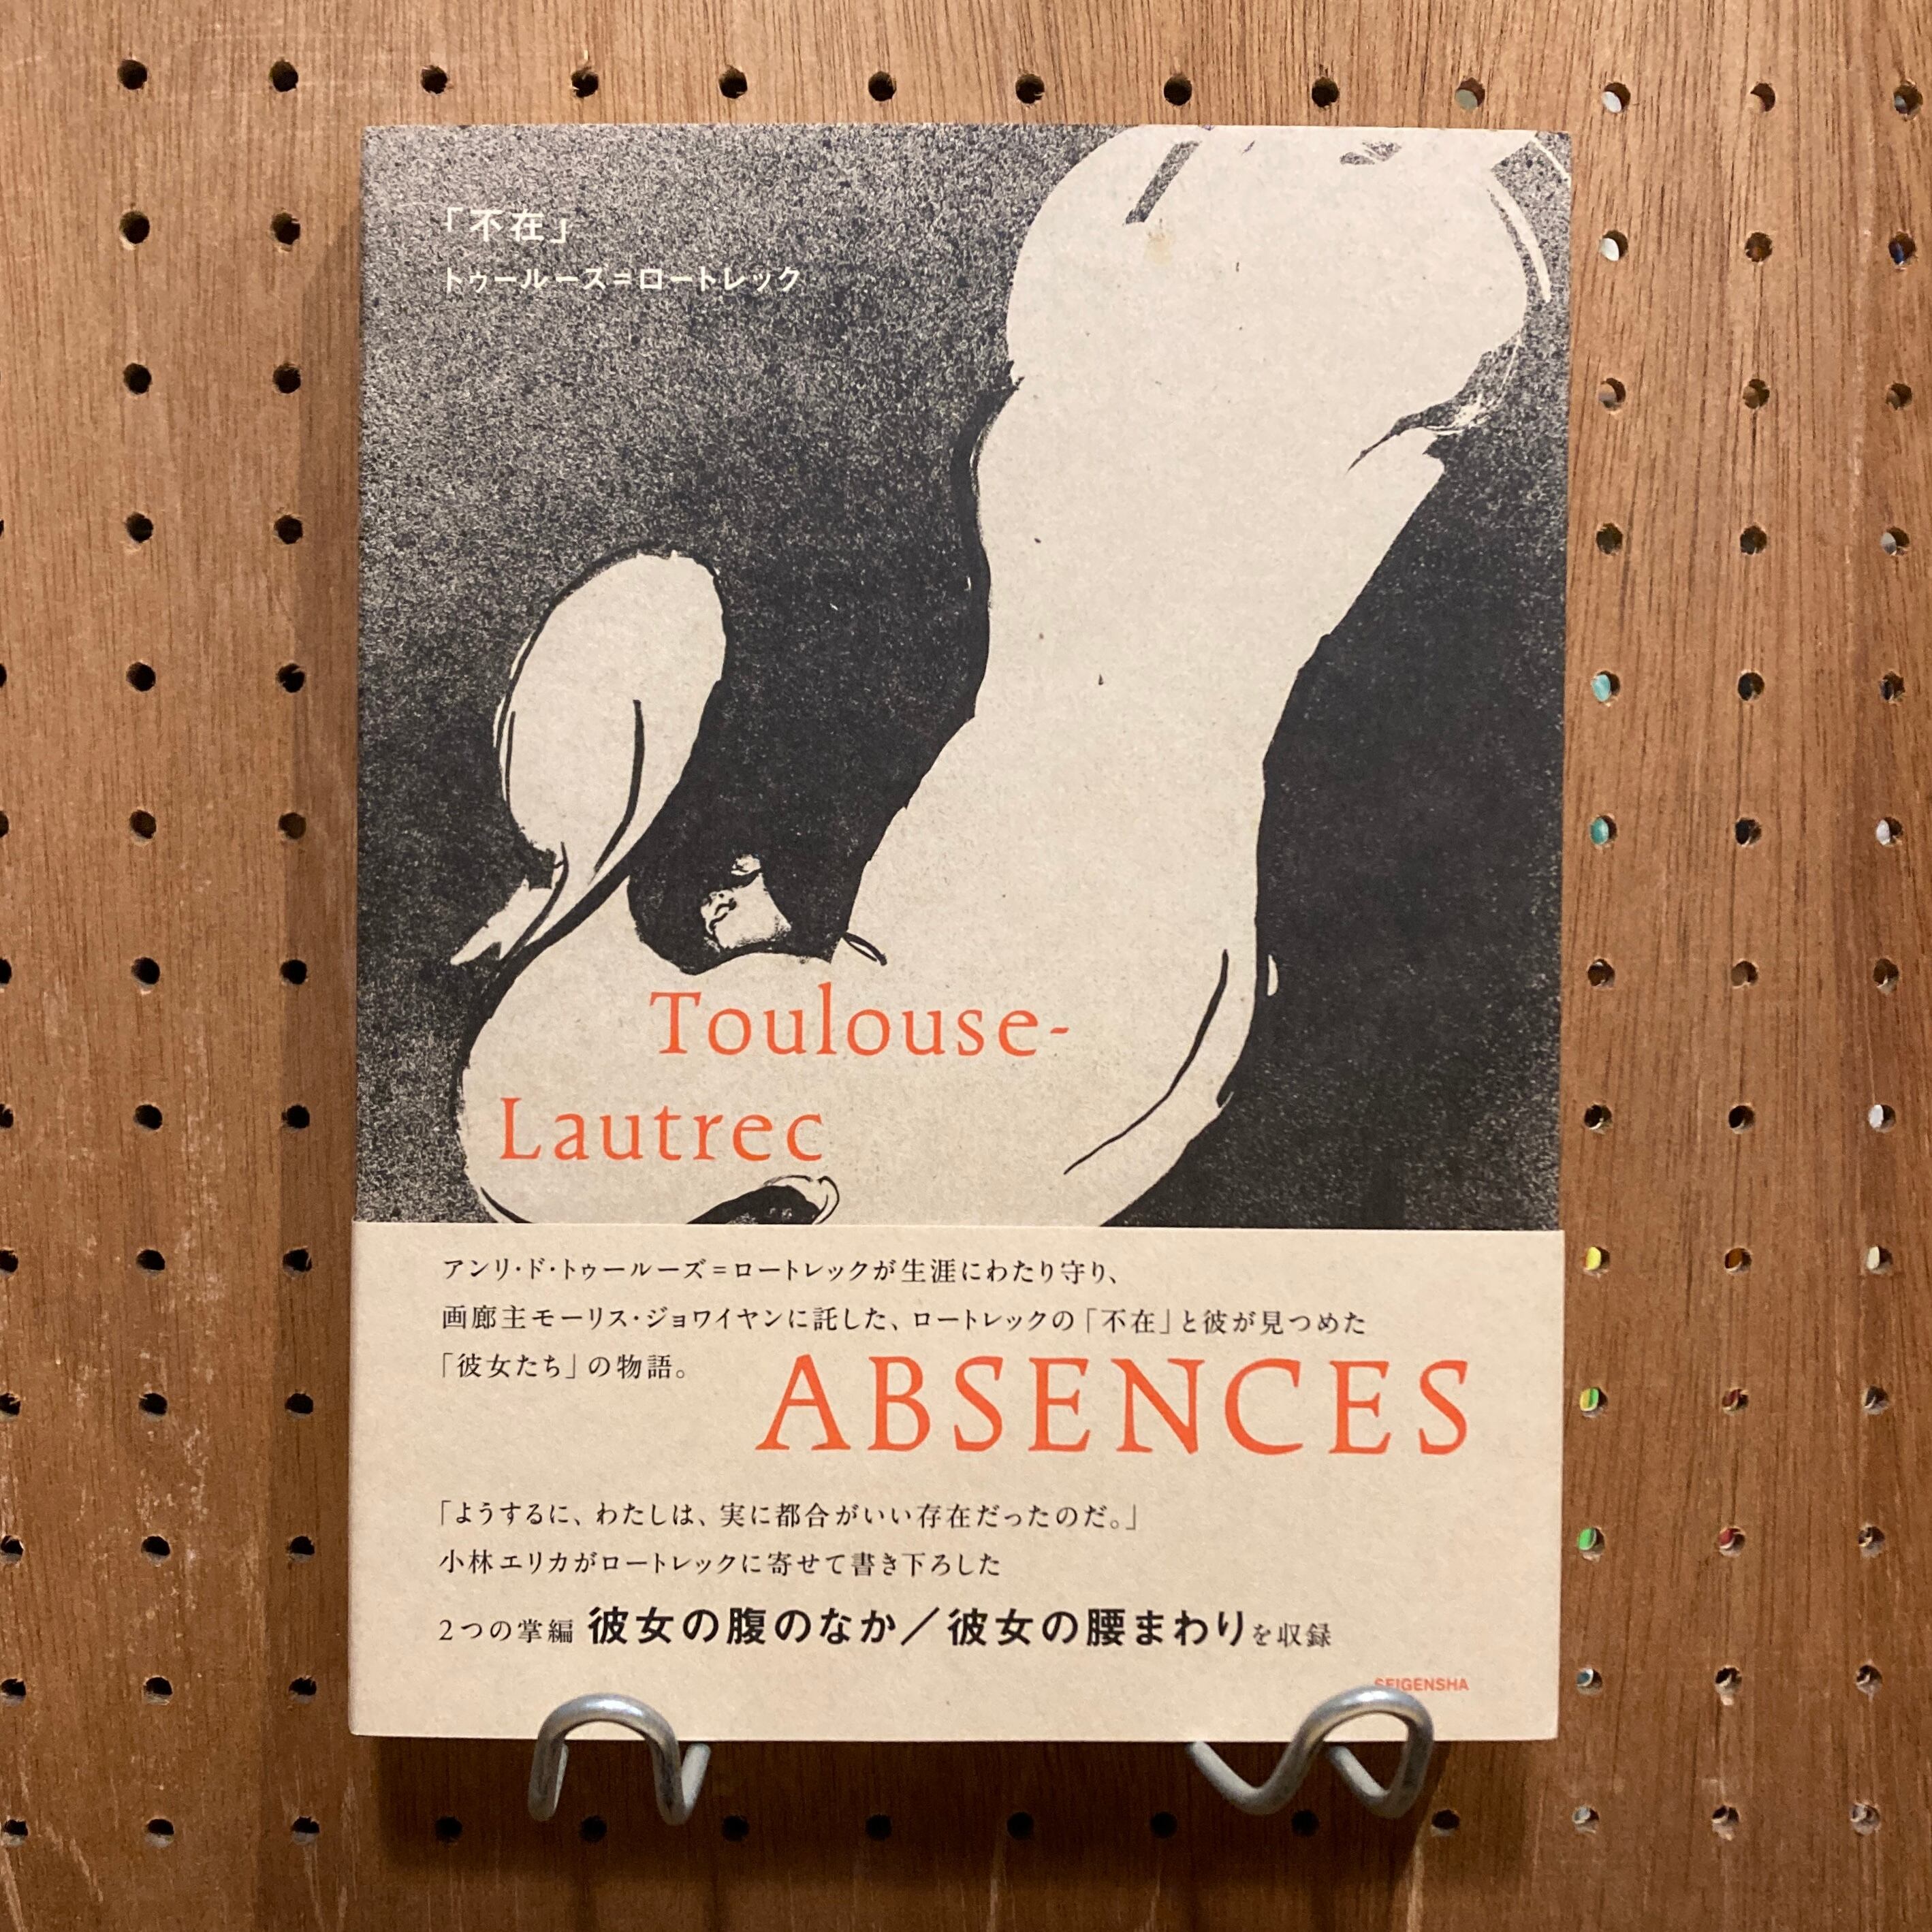 「不在」
トゥールーズ=ロートレック
Toulouse-
Lautrec
アンリ・ド・トゥールーズ=ロートレックが生涯にわたり守り、
画廊主モーリス・ジョワイヤンに託した、ロートレックの「不在」と彼が見つめた
「彼女たち」の物語。
ABSENCES
「ようするに、わたしは、実に都合がいい存在だったのだ。」
小林エリカがロートレックに寄せて書き下ろした
2つの掌編 彼女の腹のなか／彼女の腰まわりを収録
SEIGENSHA